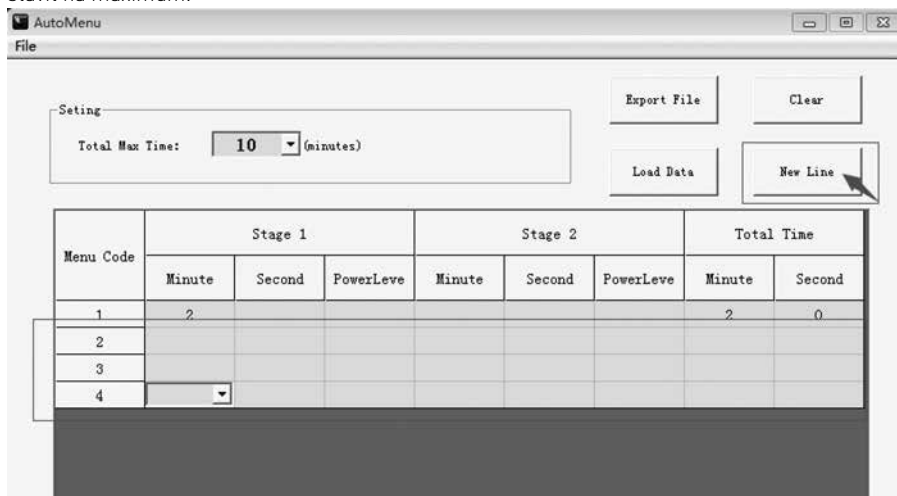 AutoMenu
File
Seting
Total Max Time: 10 (minutes)
Export File
Clear
Load Data
New Line
Menu Code
Stage 1
Stage 2
Total Time
Minute Second PowerLeve Minute Second PowerLeve Minute Second
1 2 2 0
2
3
4